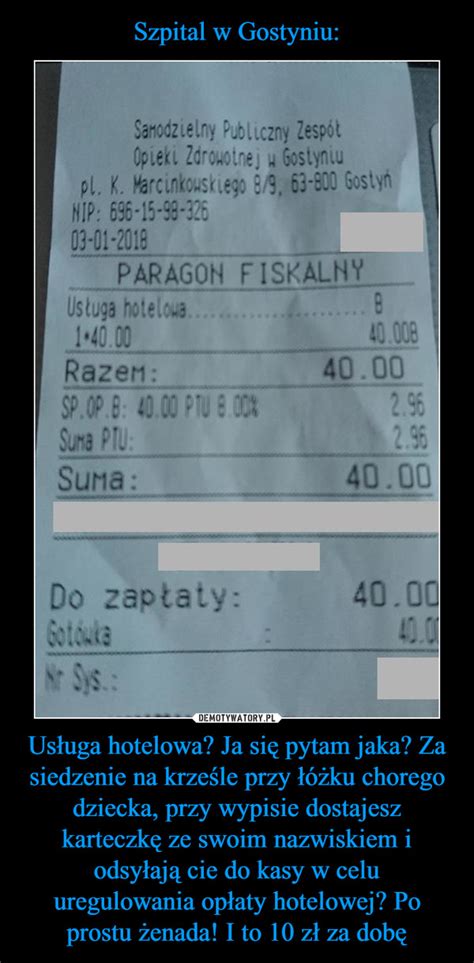 Szpital w Gostyniu:
Samodzielny Publiczny Zespół
Opieki Zdrowotnej w Gostyniu
pl. K. Marcinkowskiego 8/9, 63-800 Gostyń
NIP: 696-15-98-326
03-01-2018
PARAGON FISKALNY
Usługa hotelowa.................... B
1*40.00 40.00B
Razem: 40.00
SP.OP.B: 40.00 PTU 8.00% 2.96
Suma PTU: 2.96
Suma: 40.00
Do zapłaty: 40.00
Gotówka : 40.00
Nr Sys.:
DEMOTYWATORY.PL
Usługa hotelowa? Ja się pytam jaka? Za
siedzenie na krześle przy łóżku chorego
dziecka, przy wypisie dostajesz
karteczkę ze swoim nazwiskiem i
odsyłają cie do kasy w celu
uregulowania opłaty hotelowej? Po
prostu żenada! I to 10 zł za dobę